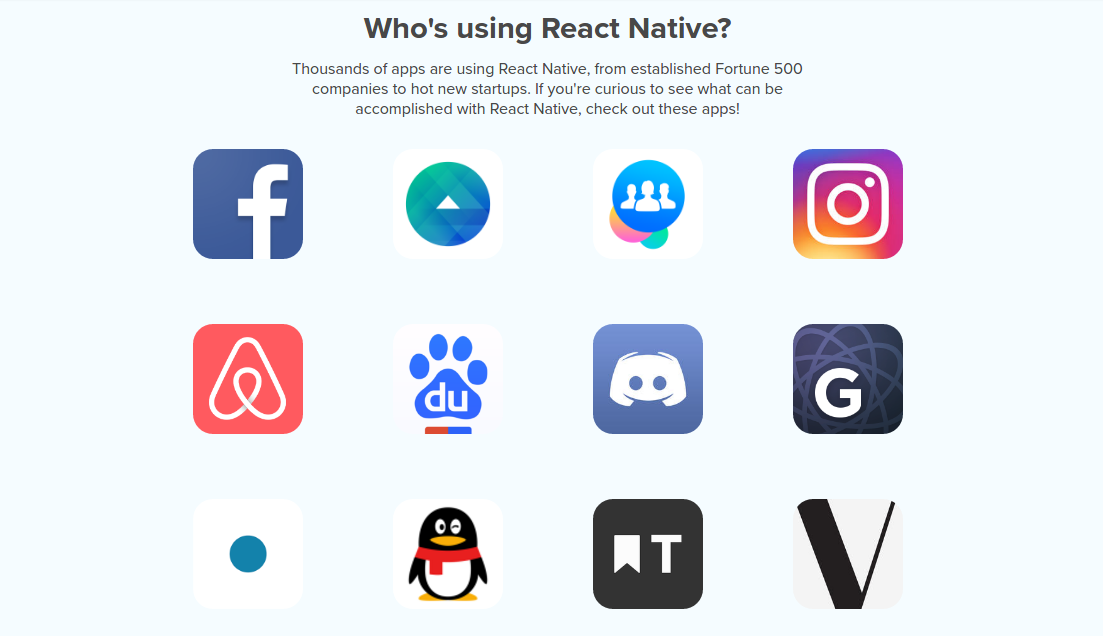 Who's using React Native?
Thousands of apps are using React Native, from established Fortune 500
companies to hot new startups. If you're curious to see what can be
accomplished with React Native, check out these apps!
f
du
G
T
V